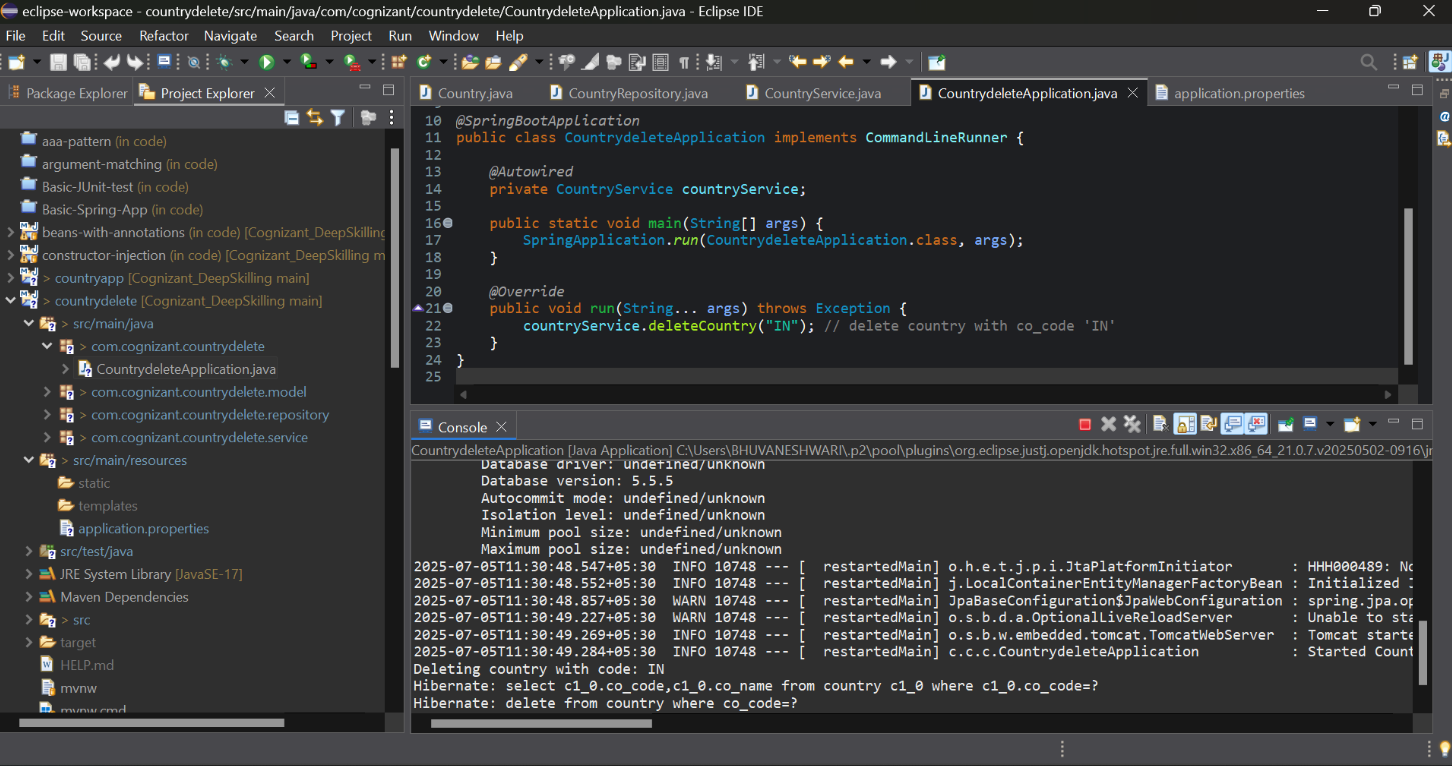 eclipse-workspace - countrydelete/src/main/java/com/cognizant/countrydelete/CountrydeleteApplication.java - Eclipse IDE
File Edit Source Refactor Navigate Search Project Run Window Help
Package Explorer Project Explorer
aaa-pattern (in code)
argument-matching (in code)
Basic-JUnit-test (in code)
Basic-Spring-App (in code)
beans-with-annotations (in code) [Cognizant_DeepSkilling
constructor-injection (in code) [Cognizant_DeepSkilling m
> countryapp [Cognizant_DeepSkilling main]
> countrydelete [Cognizant_DeepSkilling main]
> src/main/java
> com.cognizant.countrydelete
CountrydeleteApplication.java
> com.cognizant.countrydelete.model
> com.cognizant.countrydelete.repository
> com.cognizant.countrydelete.service
> src/main/resources
static
templates
application.properties
src/test/java
JRE System Library [JavaSE-17]
Maven Dependencies
> src
target
HELP.md
mvnw
mvnw.cmd
Country.java CountryRepository.java CountryService.java CountrydeleteApplication.java application.properties
10 @SpringBootApplication
11 public class CountrydeleteApplication implements CommandLineRunner {
12
13 @Autowired
14 private CountryService countryService;
15
16 public static void main(String[] args) {
17 SpringApplication.run(CountrydeleteApplication.class, args);
18 }
19
20 @Override
21 public void run(String... args) throws Exception {
22 countryService.deleteCountry("IN"); // delete country with co_code 'IN'
23 }
24 }
25
Console
CountrydeleteApplication [Java Application] C:\Users\BHUVANESHWARI\.p2\pool\plugins\org.eclipse.justj.openjdk.hotspot.jre.full.win32.x86_64_21.0.7.v20250502-0916\jr
Database driver: undefined/unknown
Database version: 5.5.5
Autocommit mode: undefined/unknown
Isolation level: undefined/unknown
Minimum pool size: undefined/unknown
Maximum pool size: undefined/unknown
2025-07-05T11:30:48.547+05:30 INFO 10748 --- [ restartedMain] o.h.e.t.j.p.i.JtaPlatformInitiator : HHH000489: No
2025-07-05T11:30:48.552+05:30 INFO 10748 --- [ restartedMain] j.LocalContainerEntityManagerFactoryBean : Initialized
2025-07-05T11:30:48.857+05:30 WARN 10748 --- [ restartedMain] JpaBaseConfiguration$JpaWebConfiguration : spring.jpa.op
2025-07-05T11:30:49.227+05:30 WARN 10748 --- [ restartedMain] o.s.b.d.a.OptionalLiveReloadServer : Unable to sta
2025-07-05T11:30:49.269+05:30 INFO 10748 --- [ restartedMain] o.s.b.w.embedded.tomcat.TomcatWebServer : Tomcat starte
2025-07-05T11:30:49.284+05:30 INFO 10748 --- [ restartedMain] c.c.c.CountrydeleteApplication : Started Count
Deleting country with code: IN
Hibernate: select c1_0.co_code,c1_0.co_name from country c1_0 where c1_0.co_code=?
Hibernate: delete from country where co_code=?